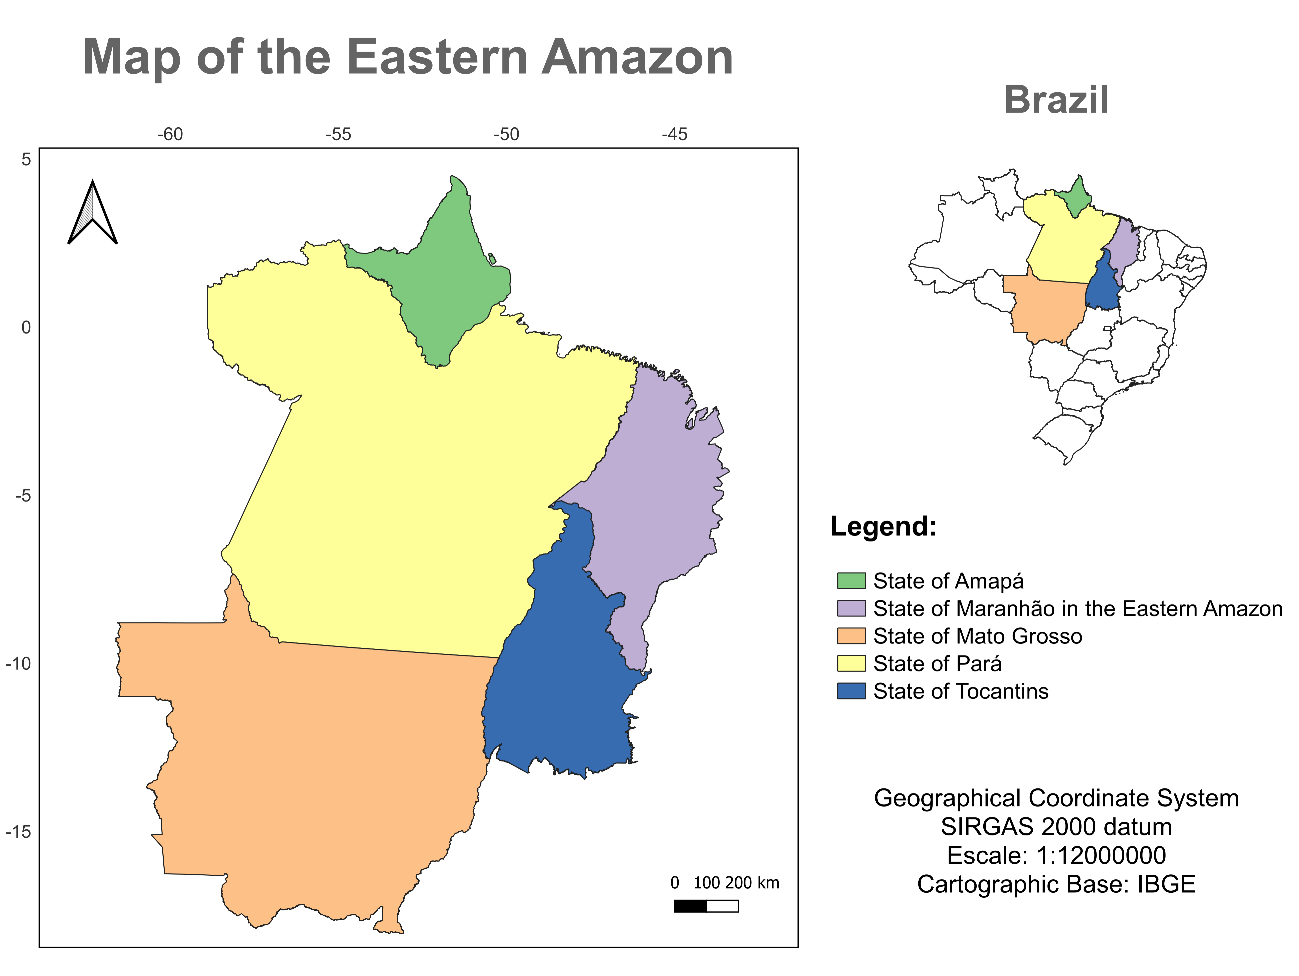 Map of the Eastern Amazon
Brazil
-60 -55 -50 -45
5
0
-5
-10
-15
0 100 200 km
Legend:
State of Amapá
State of Maranhão in the Eastern Amazon
State of Mato Grosso
State of Pará
State of Tocantins
Geographical Coordinate System
SIRGAS 2000 datum
Escale: 1:12000000
Cartographic Base: IBGE